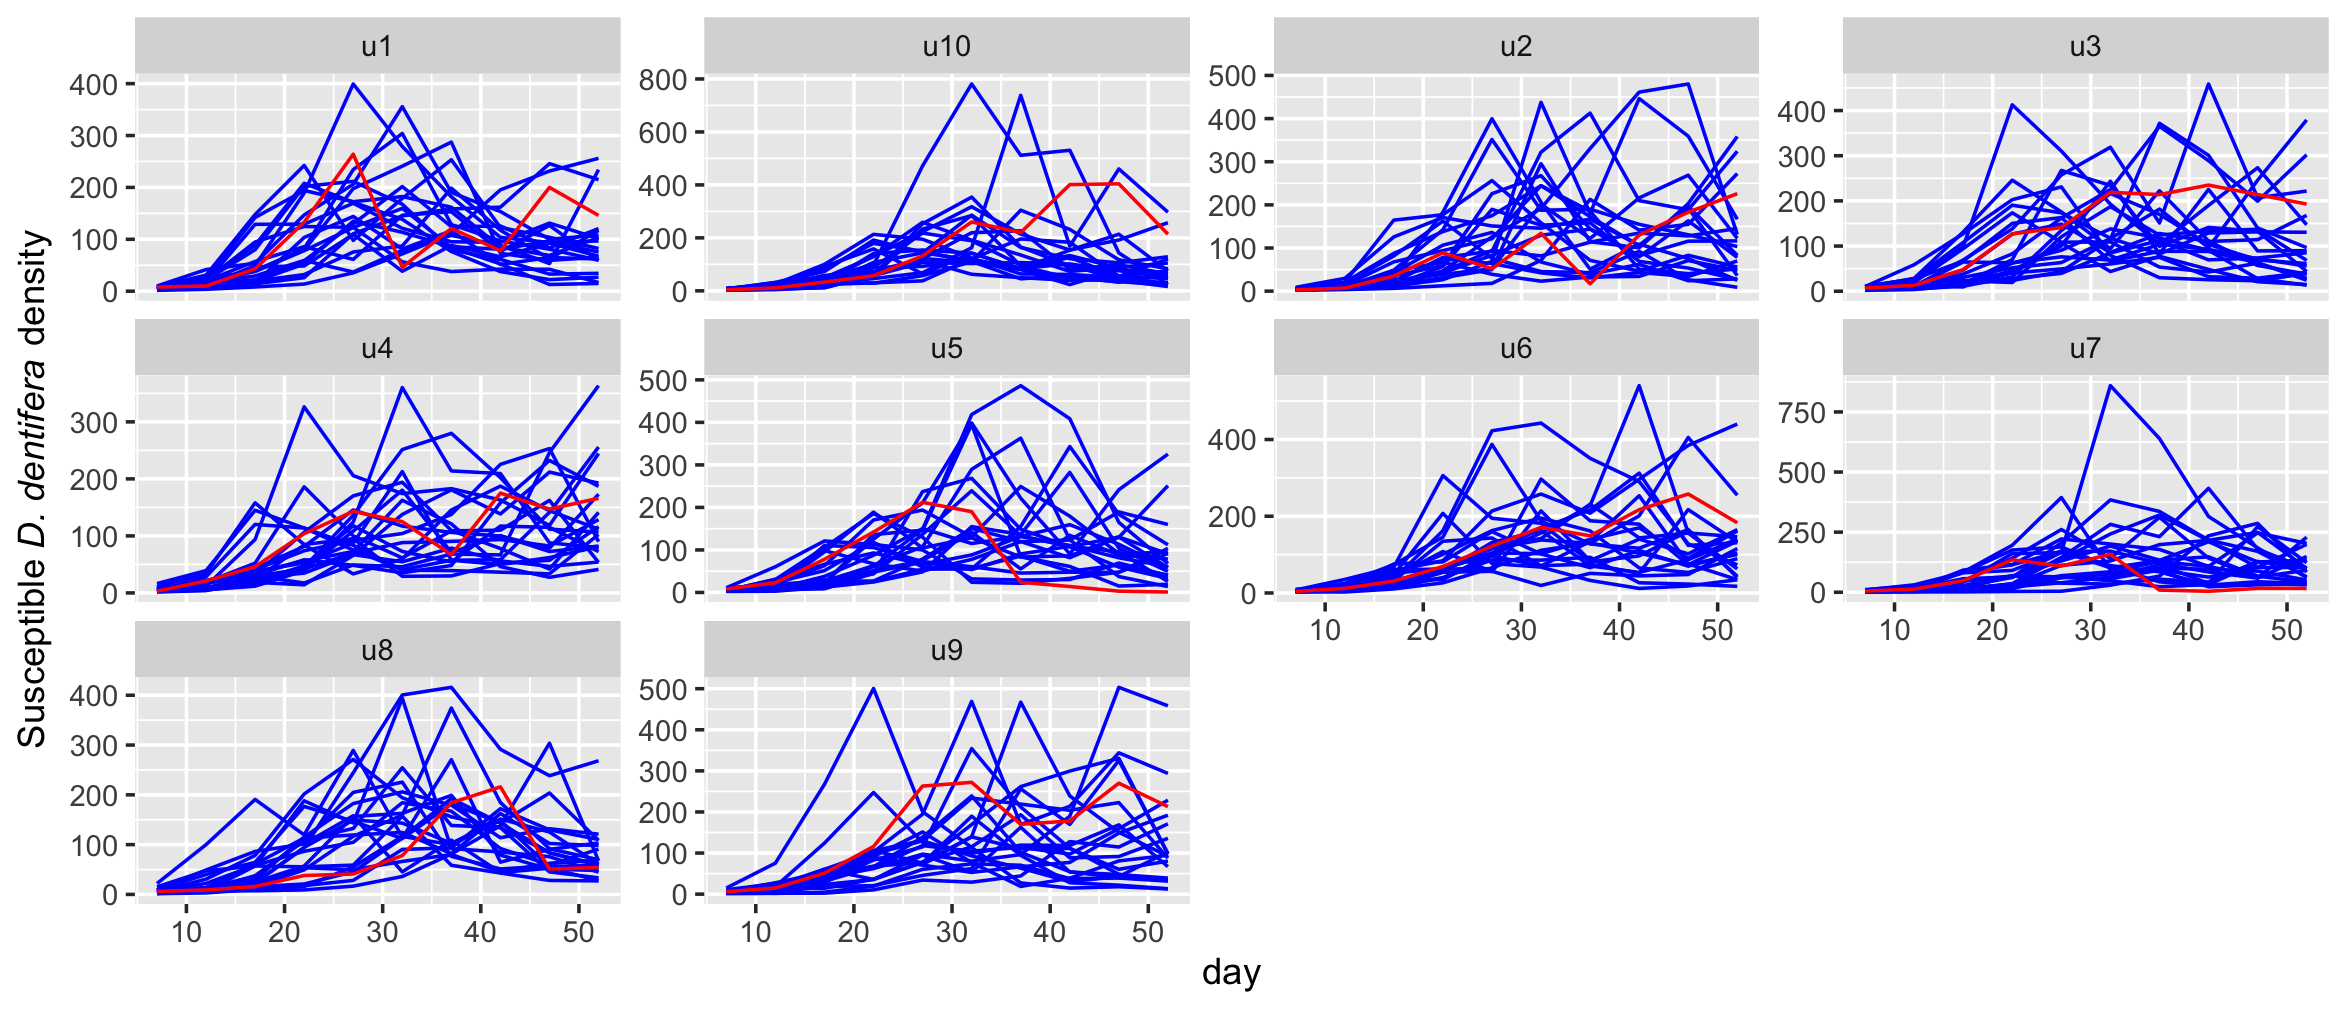 Susceptible D. dentifera density
u1 u10 u2 u3
400 800 500 400
300 600 400 300
200 400 300 200
100 200 200 100
0 0 100 0
0
u4 u5 u6 u7
300 500 400 750
200 400 200 500
100 300 0 250
0 200 0
100
0
10 20 30 40 50 10 20 30 40 50
u8 u9
400 500
300 400
200 300
100 200
0 100
0
10 20 30 40 50 10 20 30 40 50
day